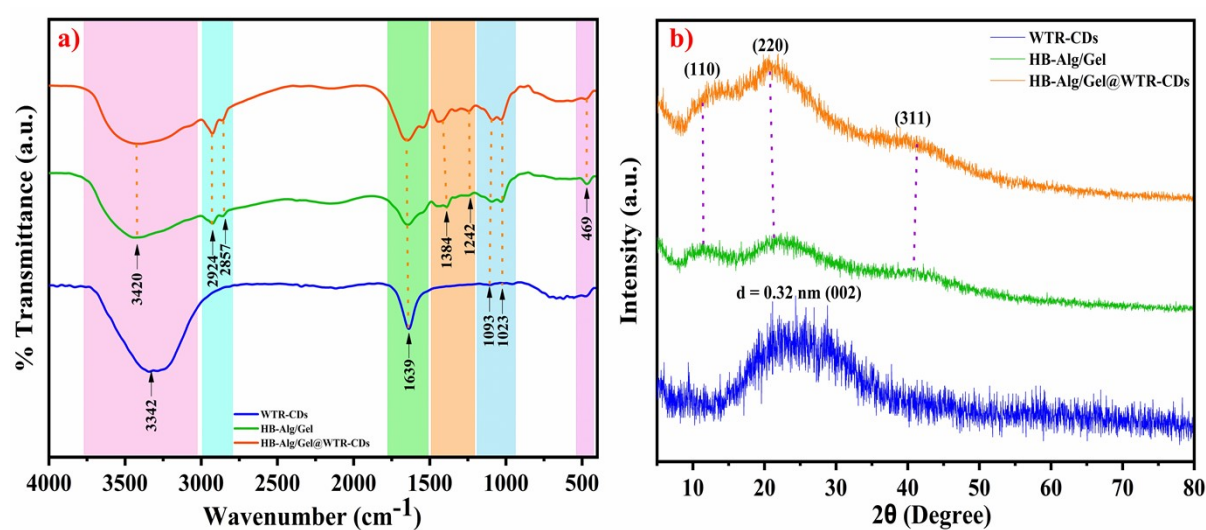 a)
% Transmittance (a.u.)
3420
2924
2857
1384
1242
469
3342
1639
1093
1023
WTR-CDs
HB-Alg/Gel
HB-Alg/Gel@WTR-CDs
4000 3500 3000 2500 2000 1500 1000 500
Wavenumber (cm⁻¹)
b)
Intensity (a.u.)
WTR-CDs
HB-Alg/Gel
HB-Alg/Gel@WTR-CDs
(110)
(220)
(311)
d = 0.32 nm (002)
10 20 30 40 50 60 70 80
2θ (Degree)